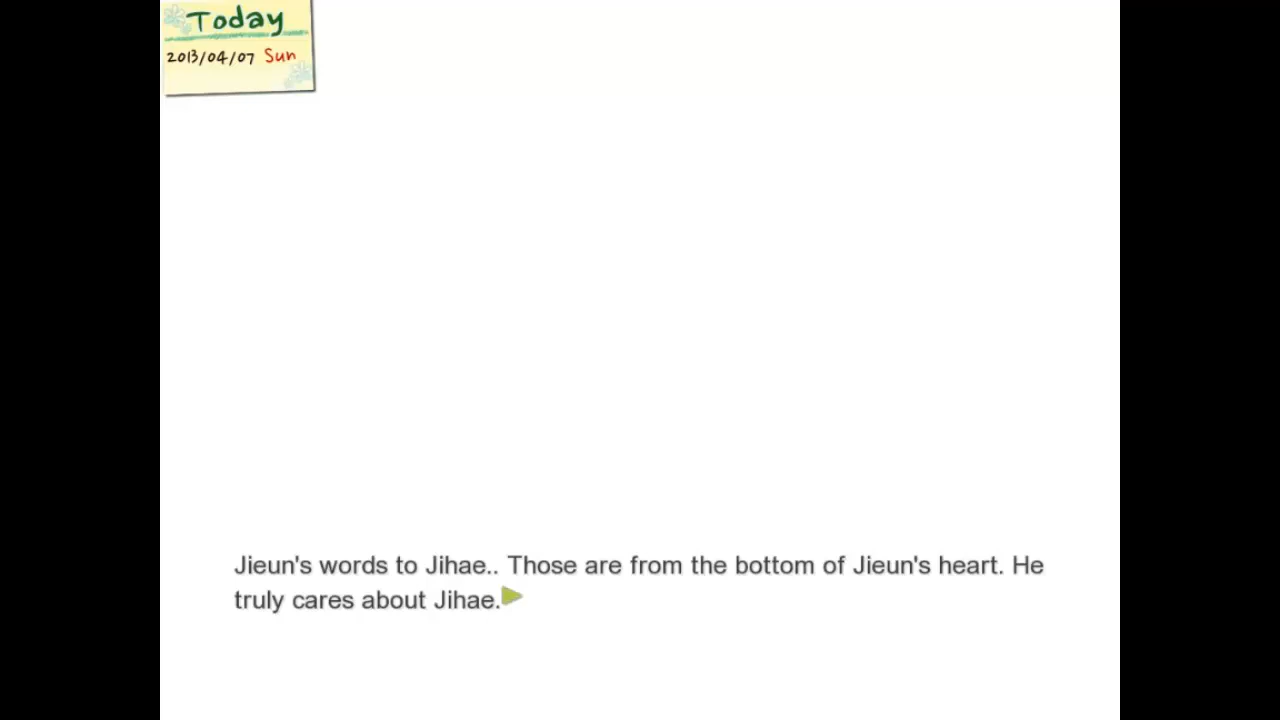 Today
2013/04/07 Sun
Jieun's words to Jihae.. Those are from the bottom of Jieun's heart. He
truly cares about Jihae.